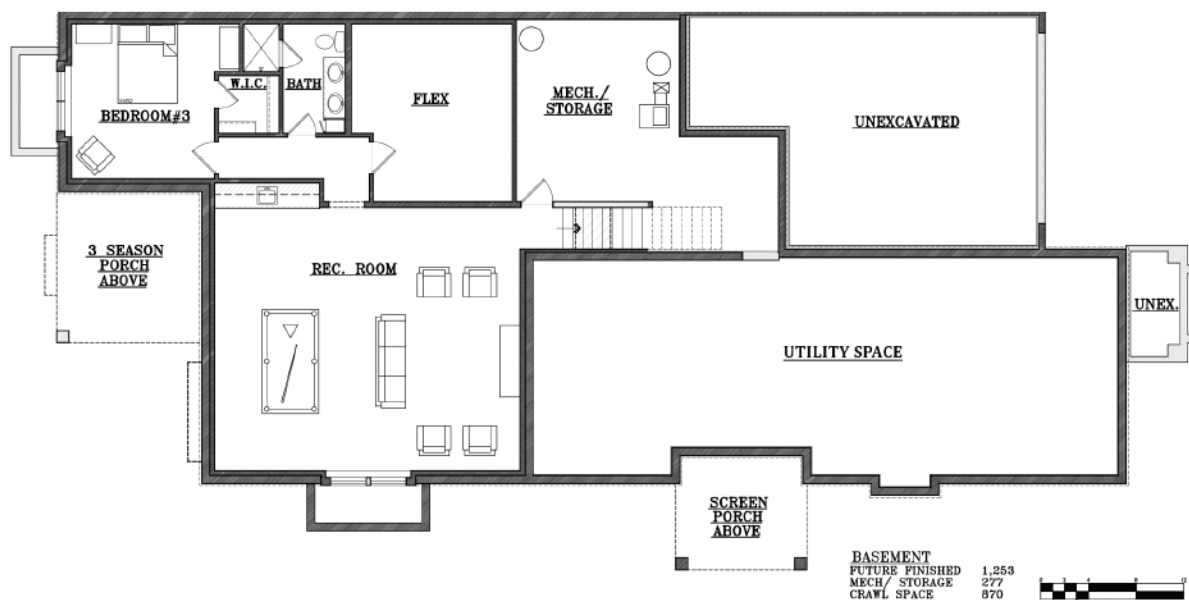 W.I.C.
BATH
BEDROOM#3
FLEX
MECH./
STORAGE
UNEXCAVATED
3 SEASON
PORCH
ABOVE
REC. ROOM
UNEX.
UTILITY SPACE
SCREEN
PORCH
ABOVE
BASEMENT
FUTURE FINISHED 1,253
MECH/ STORAGE 277
CRAWL SPACE 870